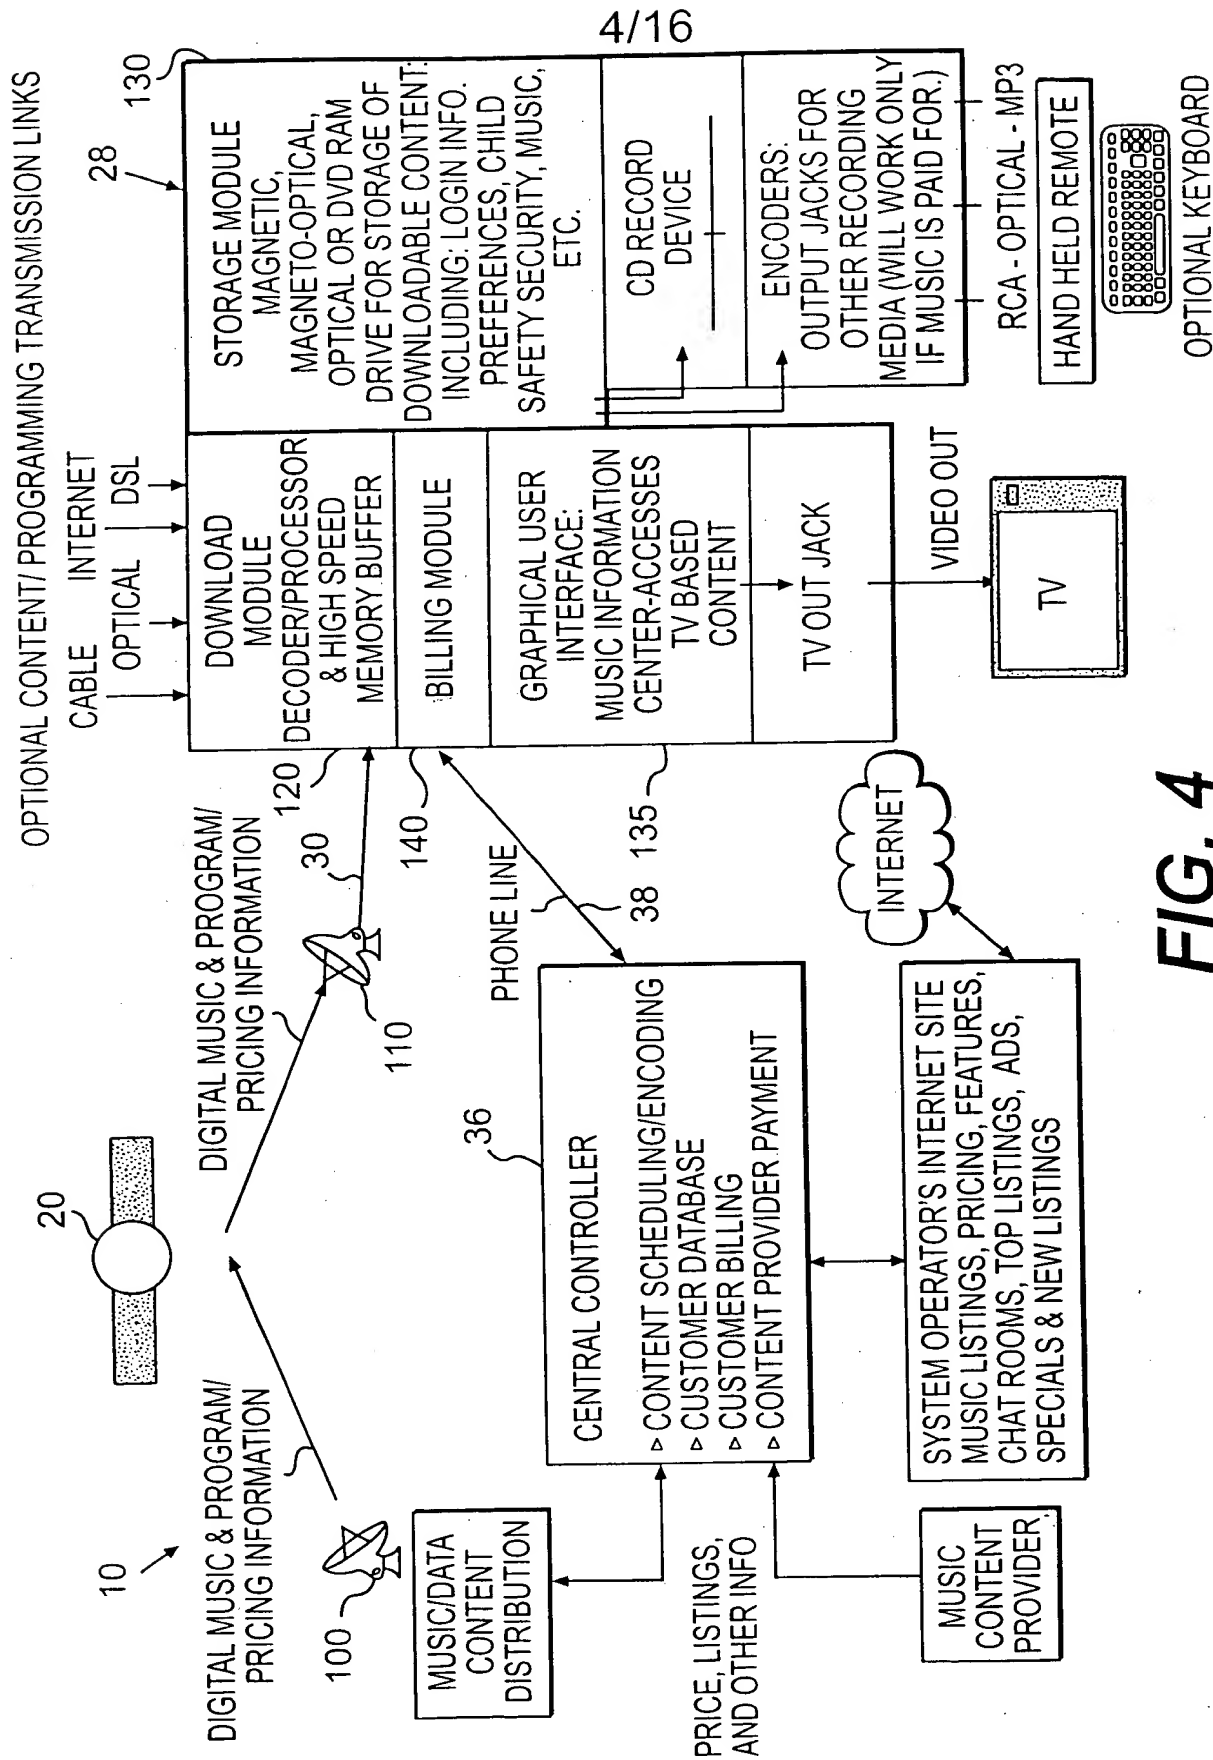 4/16
OPTIONAL CONTENT/ PROGRAMMING TRANSMISSION LINKS
CABLE INTERNET
OPTICAL DSL
28
130
10
20
DIGITAL MUSIC & PROGRAM/
PRICING INFORMATION
DIGITAL MUSIC & PROGRAM/
PRICING INFORMATION
100
110
30
120
DOWNLOAD
MODULE
DECODER/PROCESSOR
& HIGH SPEED
MEMORY BUFFER
STORAGE MODULE
MAGNETIC,
MAGNETO-OPTICAL,
OPTICAL OR DVD RAM
DRIVE FOR STORAGE OF
DOWNLOADABLE CONTENT:
INCLUDING: LOGIN INFO.
PREFERENCES, CHILD
SAFETY SECURITY, MUSIC,
ETC.
MUSIC/DATA
CONTENT
DISTRIBUTION
140
BILLING MODULE
PHONE LINE
38
36
CENTRAL CONTROLLER
▹ CONTENT SCHEDULING/ENCODING
▹ CUSTOMER DATABASE
▹ CUSTOMER BILLING
▹ CONTENT PROVIDER PAYMENT
135
GRAPHICAL USER
INTERFACE:
MUSIC INFORMATION
CENTER-ACCESSES
TV BASED
CONTENT
CD RECORD
DEVICE
PRICE, LISTINGS,
AND OTHER INFO
TV OUT JACK
ENCODERS:
OUTPUT JACKS FOR
OTHER RECORDING
MEDIA (WILL WORK ONLY
IF MUSIC IS PAID FOR.)
INTERNET
VIDEO OUT
RCA - OPTICAL - MP3
MUSIC
CONTENT
PROVIDER
SYSTEM OPERATOR'S INTERNET SITE
MUSIC LISTINGS, PRICING, FEATURES,
CHAT ROOMS, TOP LISTINGS, ADS,
SPECIALS & NEW LISTINGS
TV
HAND HELD REMOTE
OPTIONAL KEYBOARD
FIG. 4